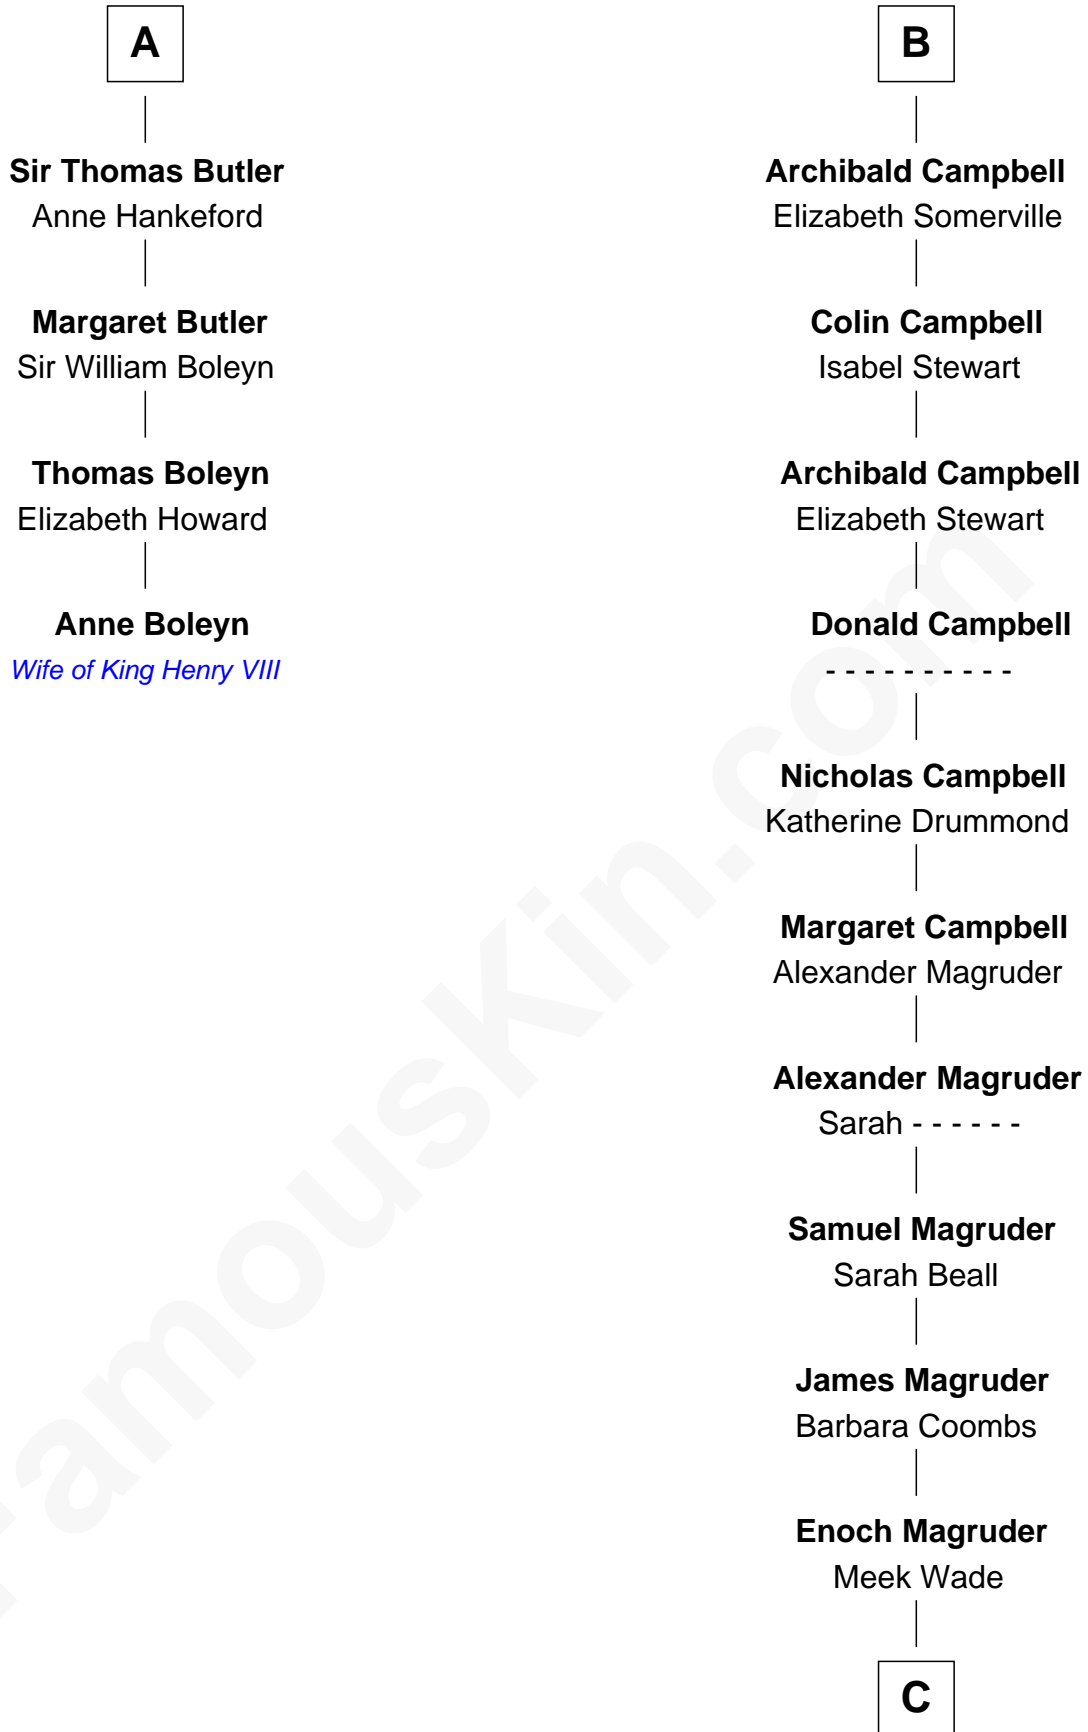 A
Sir Thomas Butler
Anne Hankeford
Margaret Butler
Sir William Boleyn
Thomas Boleyn
Elizabeth Howard
Anne Boleyn
Wife of King Henry VIII
B
Archibald Campbell
Elizabeth Somerville
Colin Campbell
Isabel Stewart
Archibald Campbell
Elizabeth Stewart
Donald Campbell
- - - - - - - - - -
Nicholas Campbell
Katherine Drummond
Margaret Campbell
Alexander Magruder
Alexander Magruder
Sarah - - - - - -
Samuel Magruder
Sarah Beall
James Magruder
Barbara Coombs
Enoch Magruder
Meek Wade
C
FamousKin.com